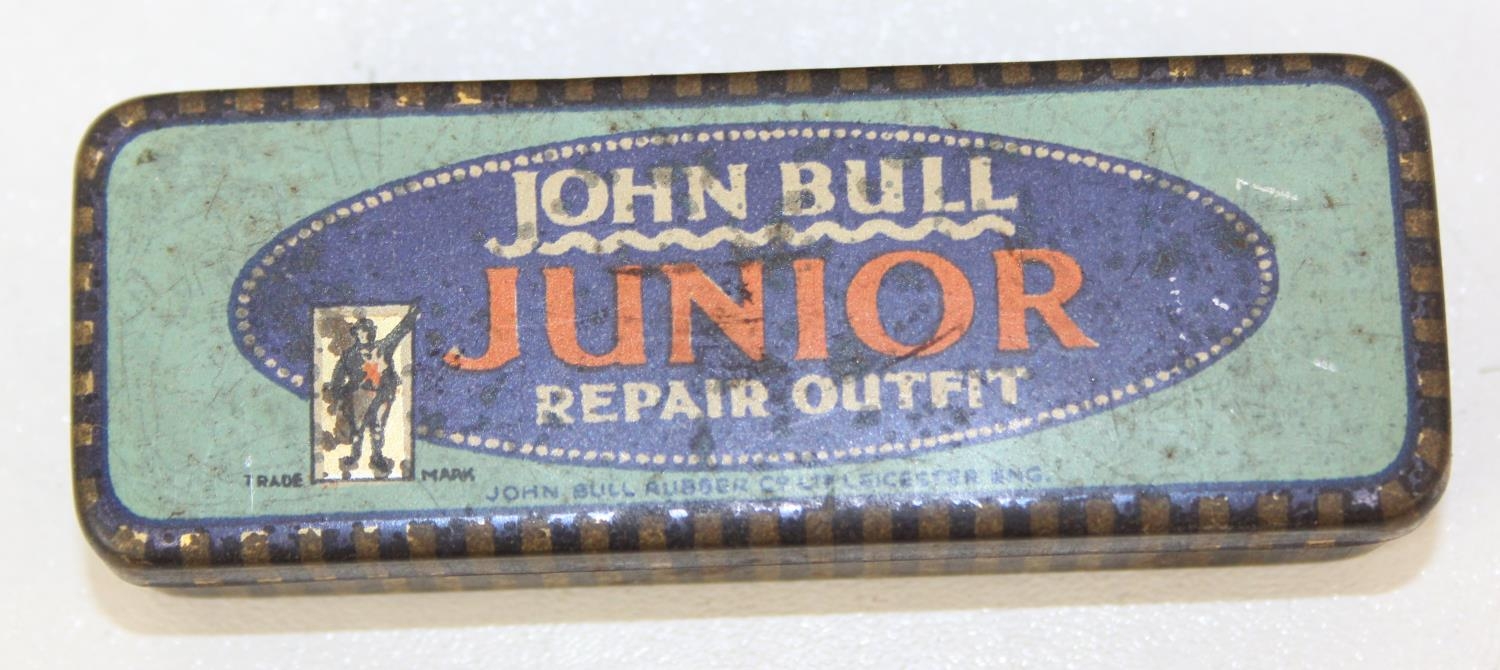 JOHN BULL
JUNIOR
REPAIR OUTFIT
TRADE MARK
JOHN BULL RUBBER CO LTD LEICESTER ENG.